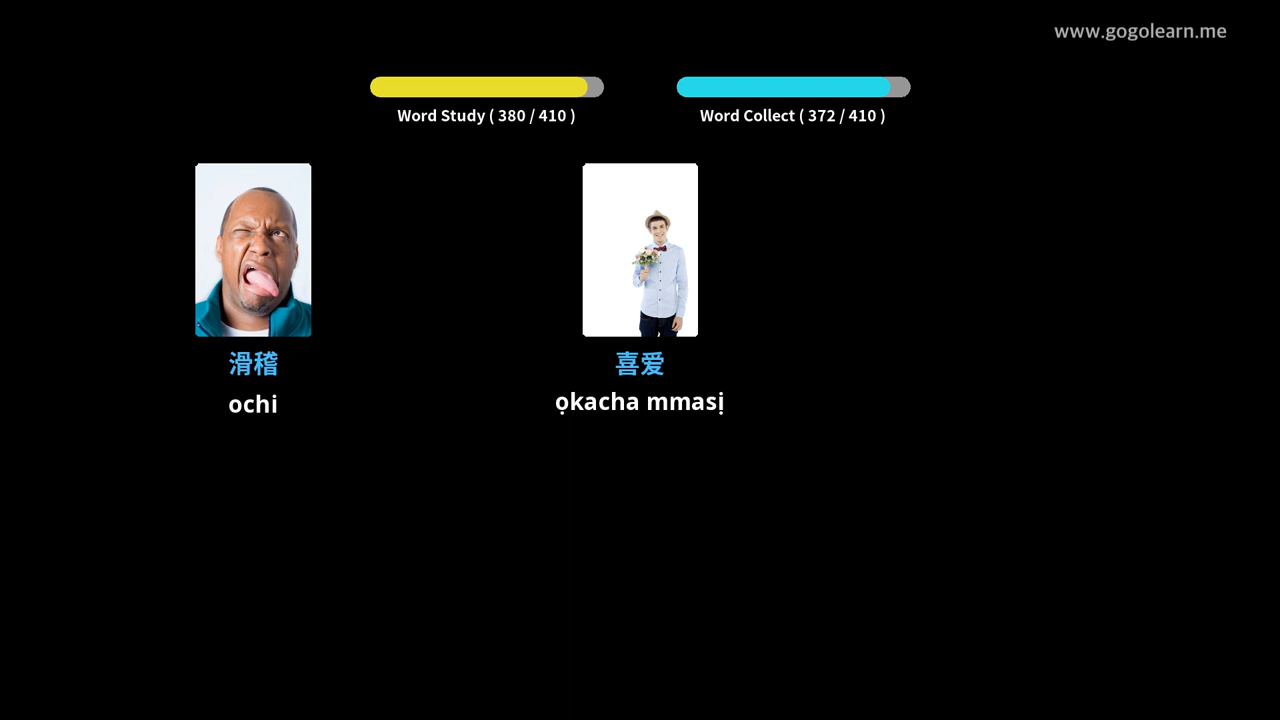 www.gogolearn.me
Word Study ( 380 / 410 )
Word Collect ( 372 / 410 )
滑稽
喜爱
ochi
ọkacha mmasị